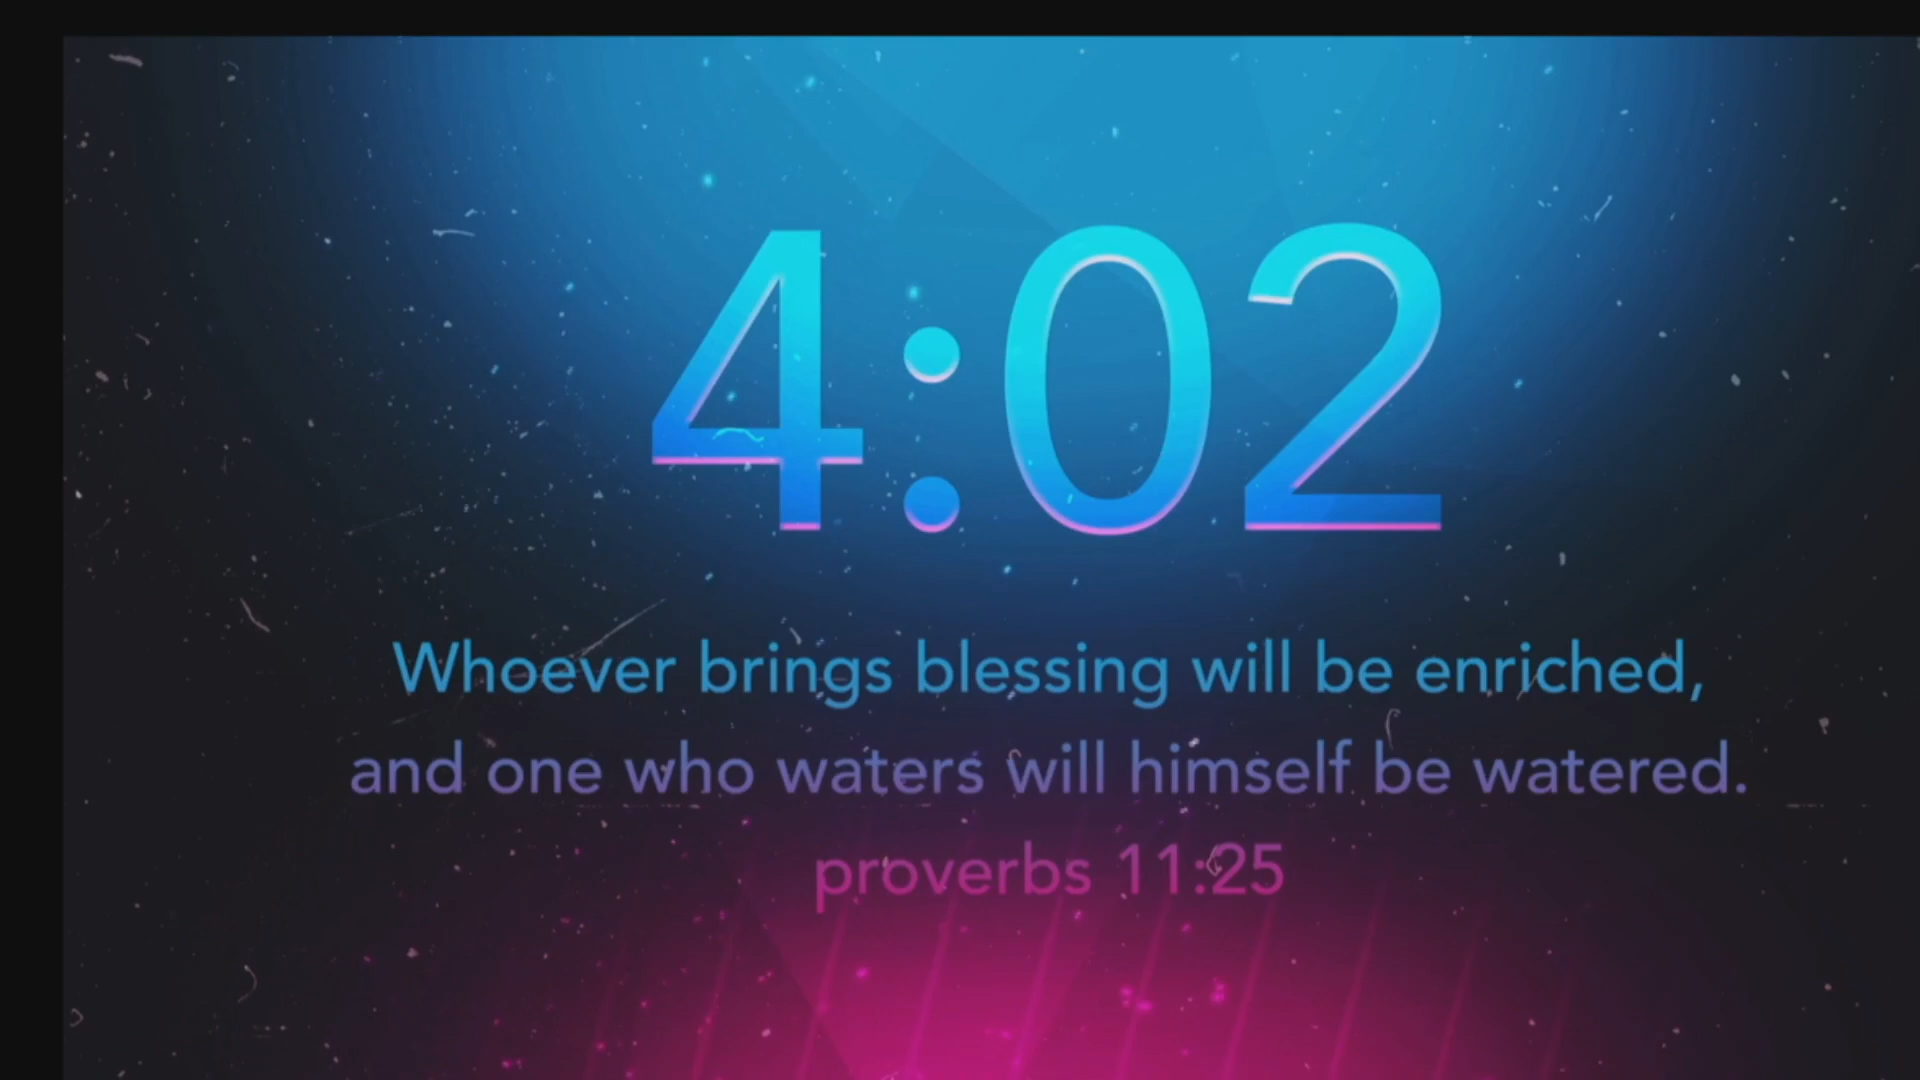 4:02
Whoever brings blessing will be enriched,
and one who waters will himself be watered.
proverbs 11:25